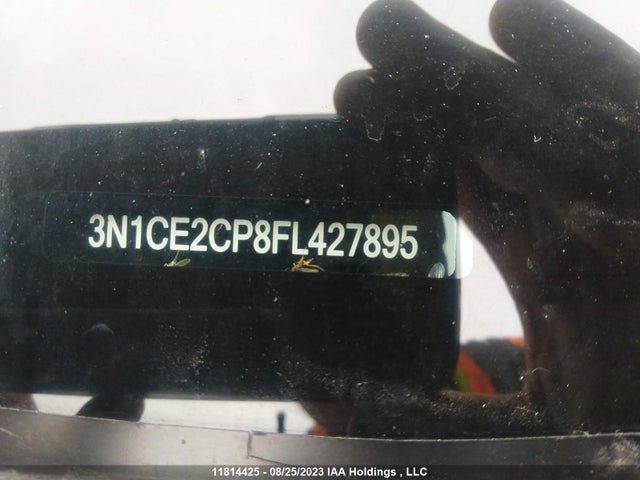 3N1CE2CP8FL427895
11814425 - 08/25/2023 IAA Holdings , LLC